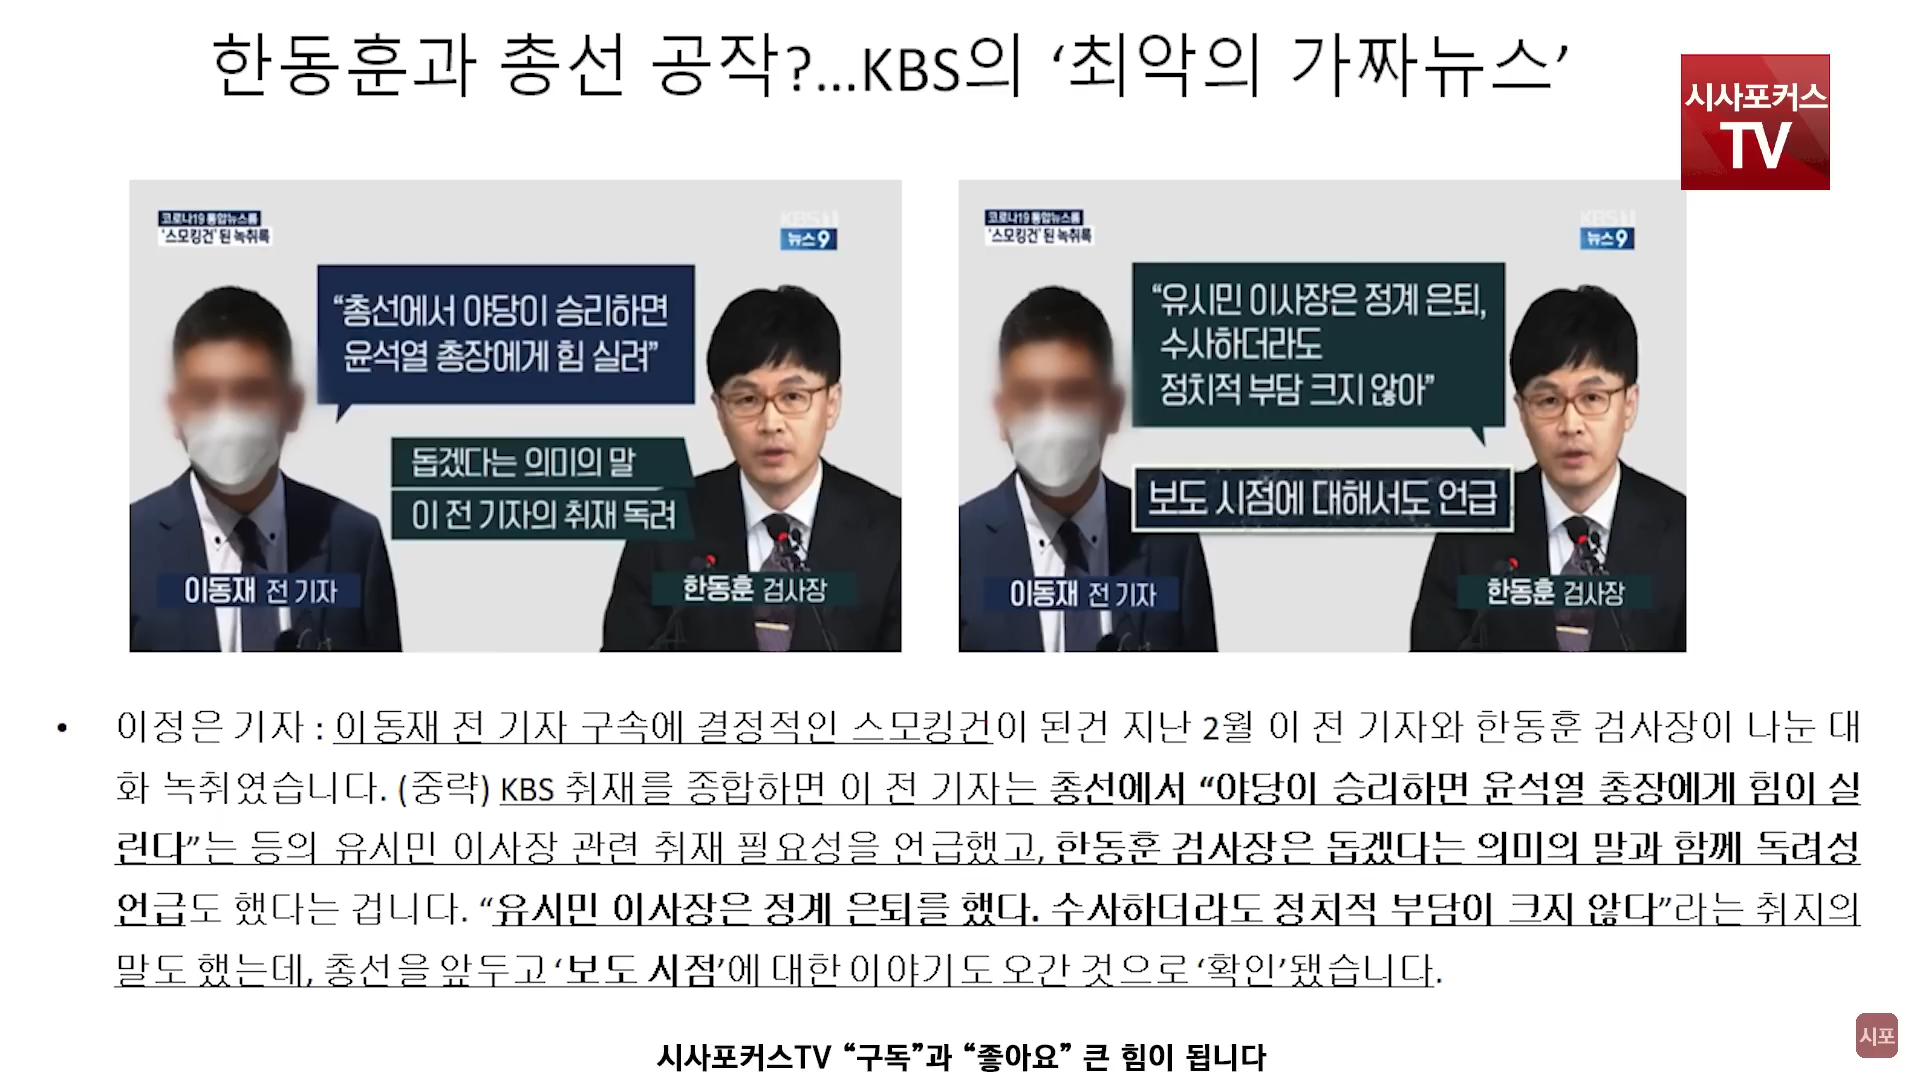 한동훈과 총선 공작?...KBS의 ‘최악의 가짜뉴스’
시사포커스
TV
코로나19 통합뉴스룸
‘스모킹건’ 된 녹취록
KBS 1
뉴스 9
“총선에서 야당이 승리하면
윤석열 총장에게 힘 실려”
돕겠다는 의미의 말
이 전 기자의 취재 독려
이동재 전 기자
한동훈 검사장
코로나19 통합뉴스룸
‘스모킹건’ 된 녹취록
KBS 1
뉴스 9
“유시민 이사장은 정계 은퇴,
수사하더라도
정치적 부담 크지 않아”
보도 시점에 대해서도 언급
이동재 전 기자
한동훈 검사장
• 이정은 기자 : 이동재 전 기자 구속에 결정적인 스모킹건이 된건 지난 2월 이 전 기자와 한동훈 검사장이 나눈 대
화 녹취였습니다. (중략) KBS 취재를 종합하면 이 전 기자는 총선에서 “야당이 승리하면 윤석열 총장에게 힘이 실
린다”는 등의 유시민 이사장 관련 취재 필요성을 언급했고, 한동훈 검사장은 돕겠다는 의미의 말과 함께 독려성
언급도 했다는 겁니다. “유시민 이사장은 정계 은퇴를 했다. 수사하더라도 정치적 부담이 크지 않다”라는 취지의
말도 했는데, 총선을 앞두고 ‘보도 시점’에 대한 이야기도 오간 것으로 ‘확인’됐습니다.
시포
시사포커스TV “구독”과 “좋아요” 큰 힘이 됩니다